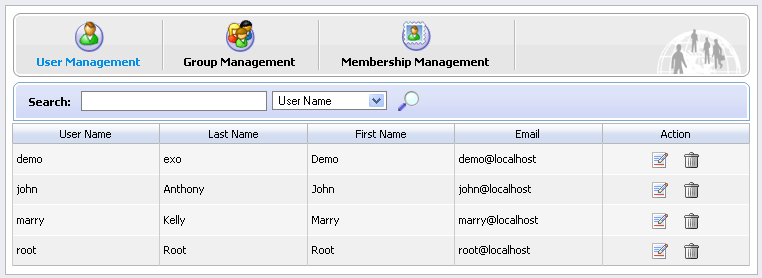 User Management Group Management Membership Management
Search: User Name
User Name Last Name First Name Email Action
demo exo Demo demo@localhost
john Anthony John john@localhost
marry Kelly Marry marry@localhost
root Root Root root@localhost